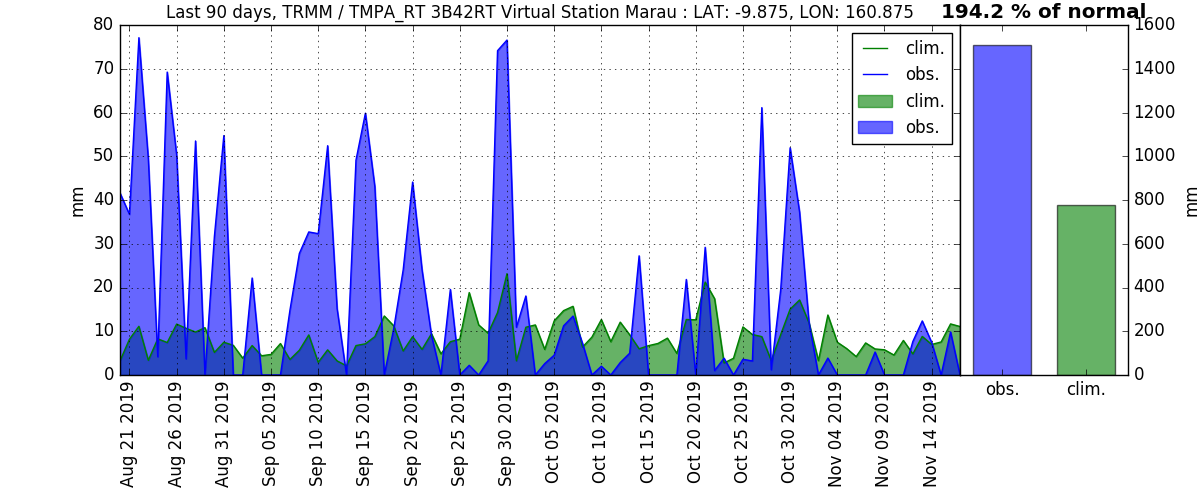 Last 90 days, TRMM / TMPA_RT 3B42RT Virtual Station Marau : LAT: -9.875, LON: 160.875
194.2 % of normal
80
70
60
50
40
30
20
10
0
mm
clim.
obs.
clim.
obs.
1600
1400
1200
1000
800
600
400
200
0
mm
obs.
clim.
Aug 21 2019
Aug 26 2019
Aug 31 2019
Sep 05 2019
Sep 10 2019
Sep 15 2019
Sep 20 2019
Sep 25 2019
Sep 30 2019
Oct 05 2019
Oct 10 2019
Oct 15 2019
Oct 20 2019
Oct 25 2019
Oct 30 2019
Nov 04 2019
Nov 09 2019
Nov 14 2019